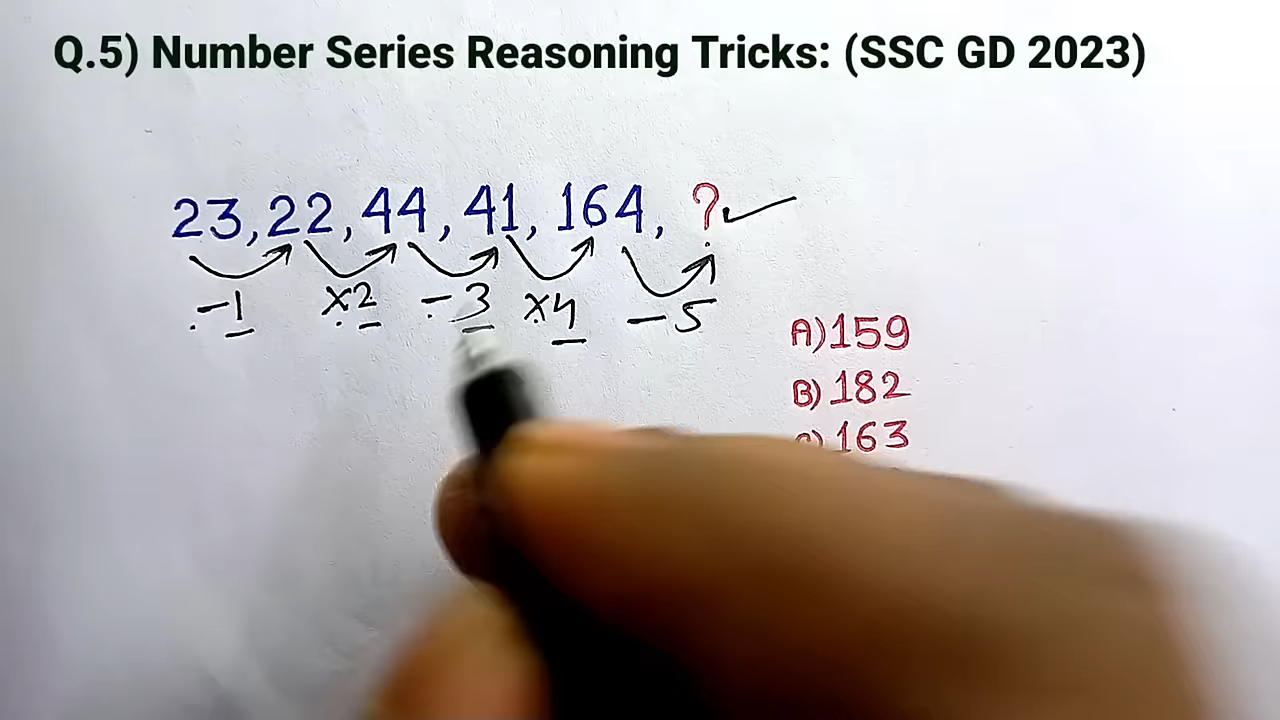 Q.5) Number Series Reasoning Tricks: (SSC GD 2023)
23, 22, 44, 41, 164, ?
-1 ×2 -3 ×4 -5
A) 159
B) 182
C) 163